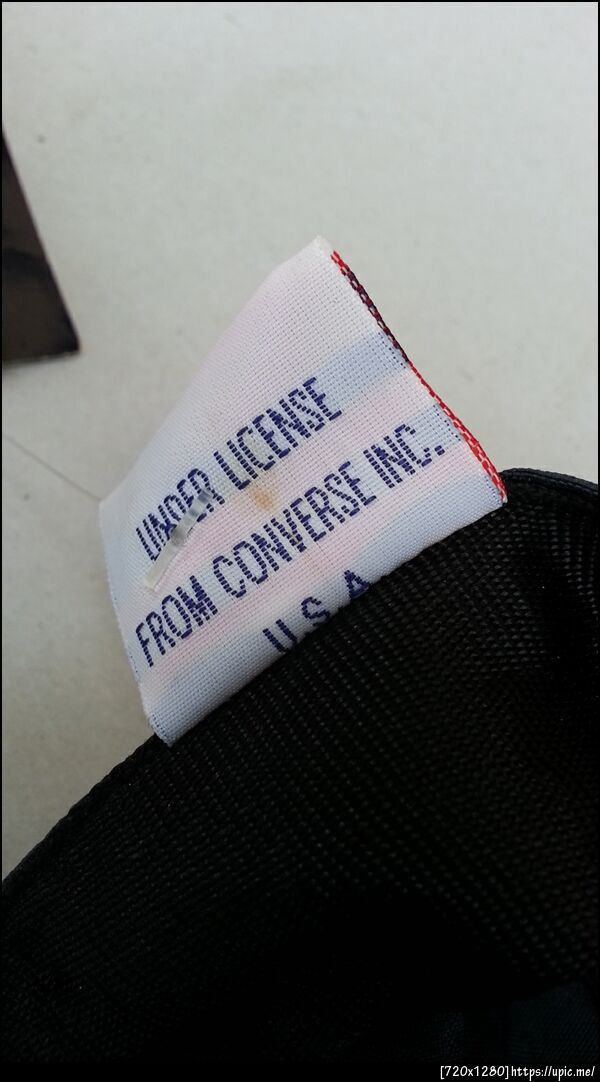 UNDER LICENSE
FROM CONVERSE INC.
U.S.A
[720x1280]https://upic.me/